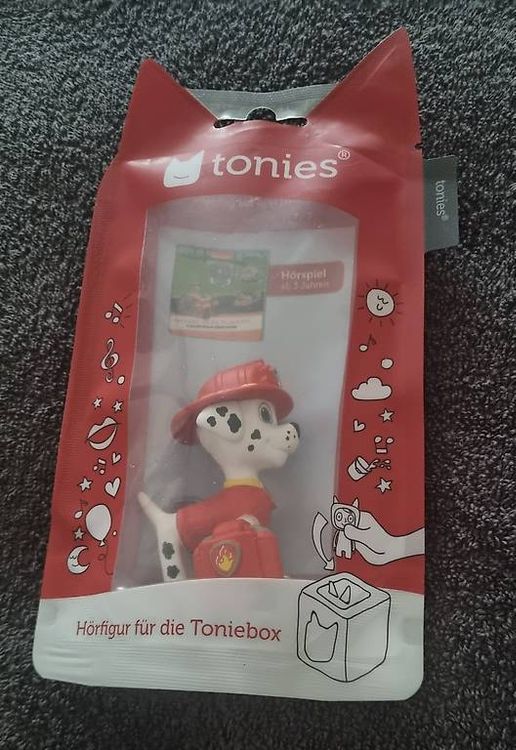 tonies®
tonies®
Hörspiel
ab 3 Jahren
Hörfigur für die Toniebox